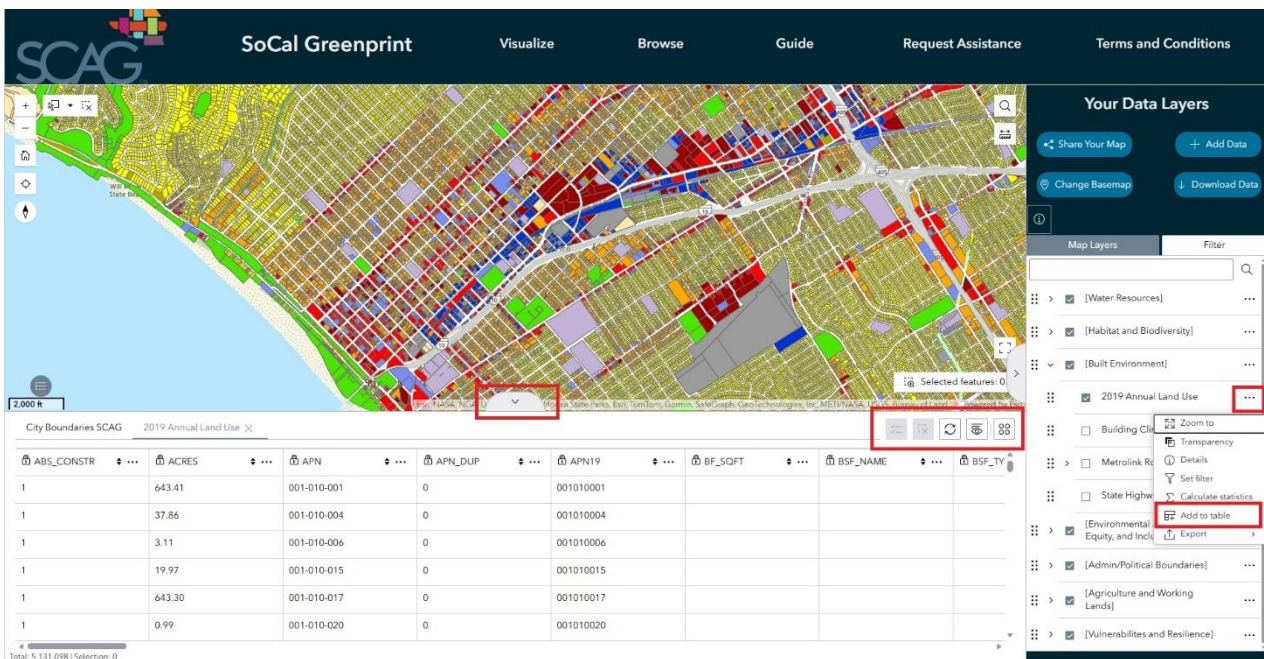 SCAG
SoCal Greenprint
Visualize
Browse
Guide
Request Assistance
Terms and Conditions
Your Data Layers
Share Your Map
+ Add Data
Change Basemap
Download Data
Map Layers
Filter
State
10
405
10
10
Selected features: 0
2,000 ft
[Water Resources]
[Habitat and Biodiversity]
[Built Environment]
2019 Annual Land Use
Building
Metrolink
State
[Environmental
Equity, and
[Admin/Political Boundaries]
[Agriculture and Working
Lands]
[Vulnerabilites and Resilience]
Zoom to
Transparency
Details
Set filter
Calculate statistics
Add to table
Export
City Boundaries SCAG
2019 Annual Land Use ×
ABS_CONSTR ACRES APN APN_DUP APN19 BF_SQFT BSF_NAME BSF_TY
1 643.41 001-010-001 0 001010001
1 37.86 001-010-004 0 001010004
1 3.11 001-010-006 0 001010006
1 19.97 001-010-015 0 001010015
1 643.30 001-010-017 0 001010017
1 0.99 001-010-020 0 001010020
Total: 5,131,098 | Selection: 0